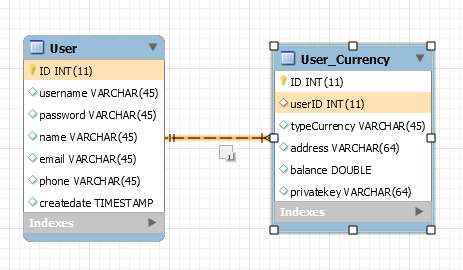 User
ID INT(11)
username VARCHAR(45)
password VARCHAR(45)
name VARCHAR(45)
email VARCHAR(45)
phone VARCHAR(45)
createdate TIMESTAMP
Indexes
User_Currency
ID INT(11)
userID INT(11)
typeCurrency VARCHAR(45)
address VARCHAR(64)
balance DOUBLE
privatekey VARCHAR(64)
Indexes